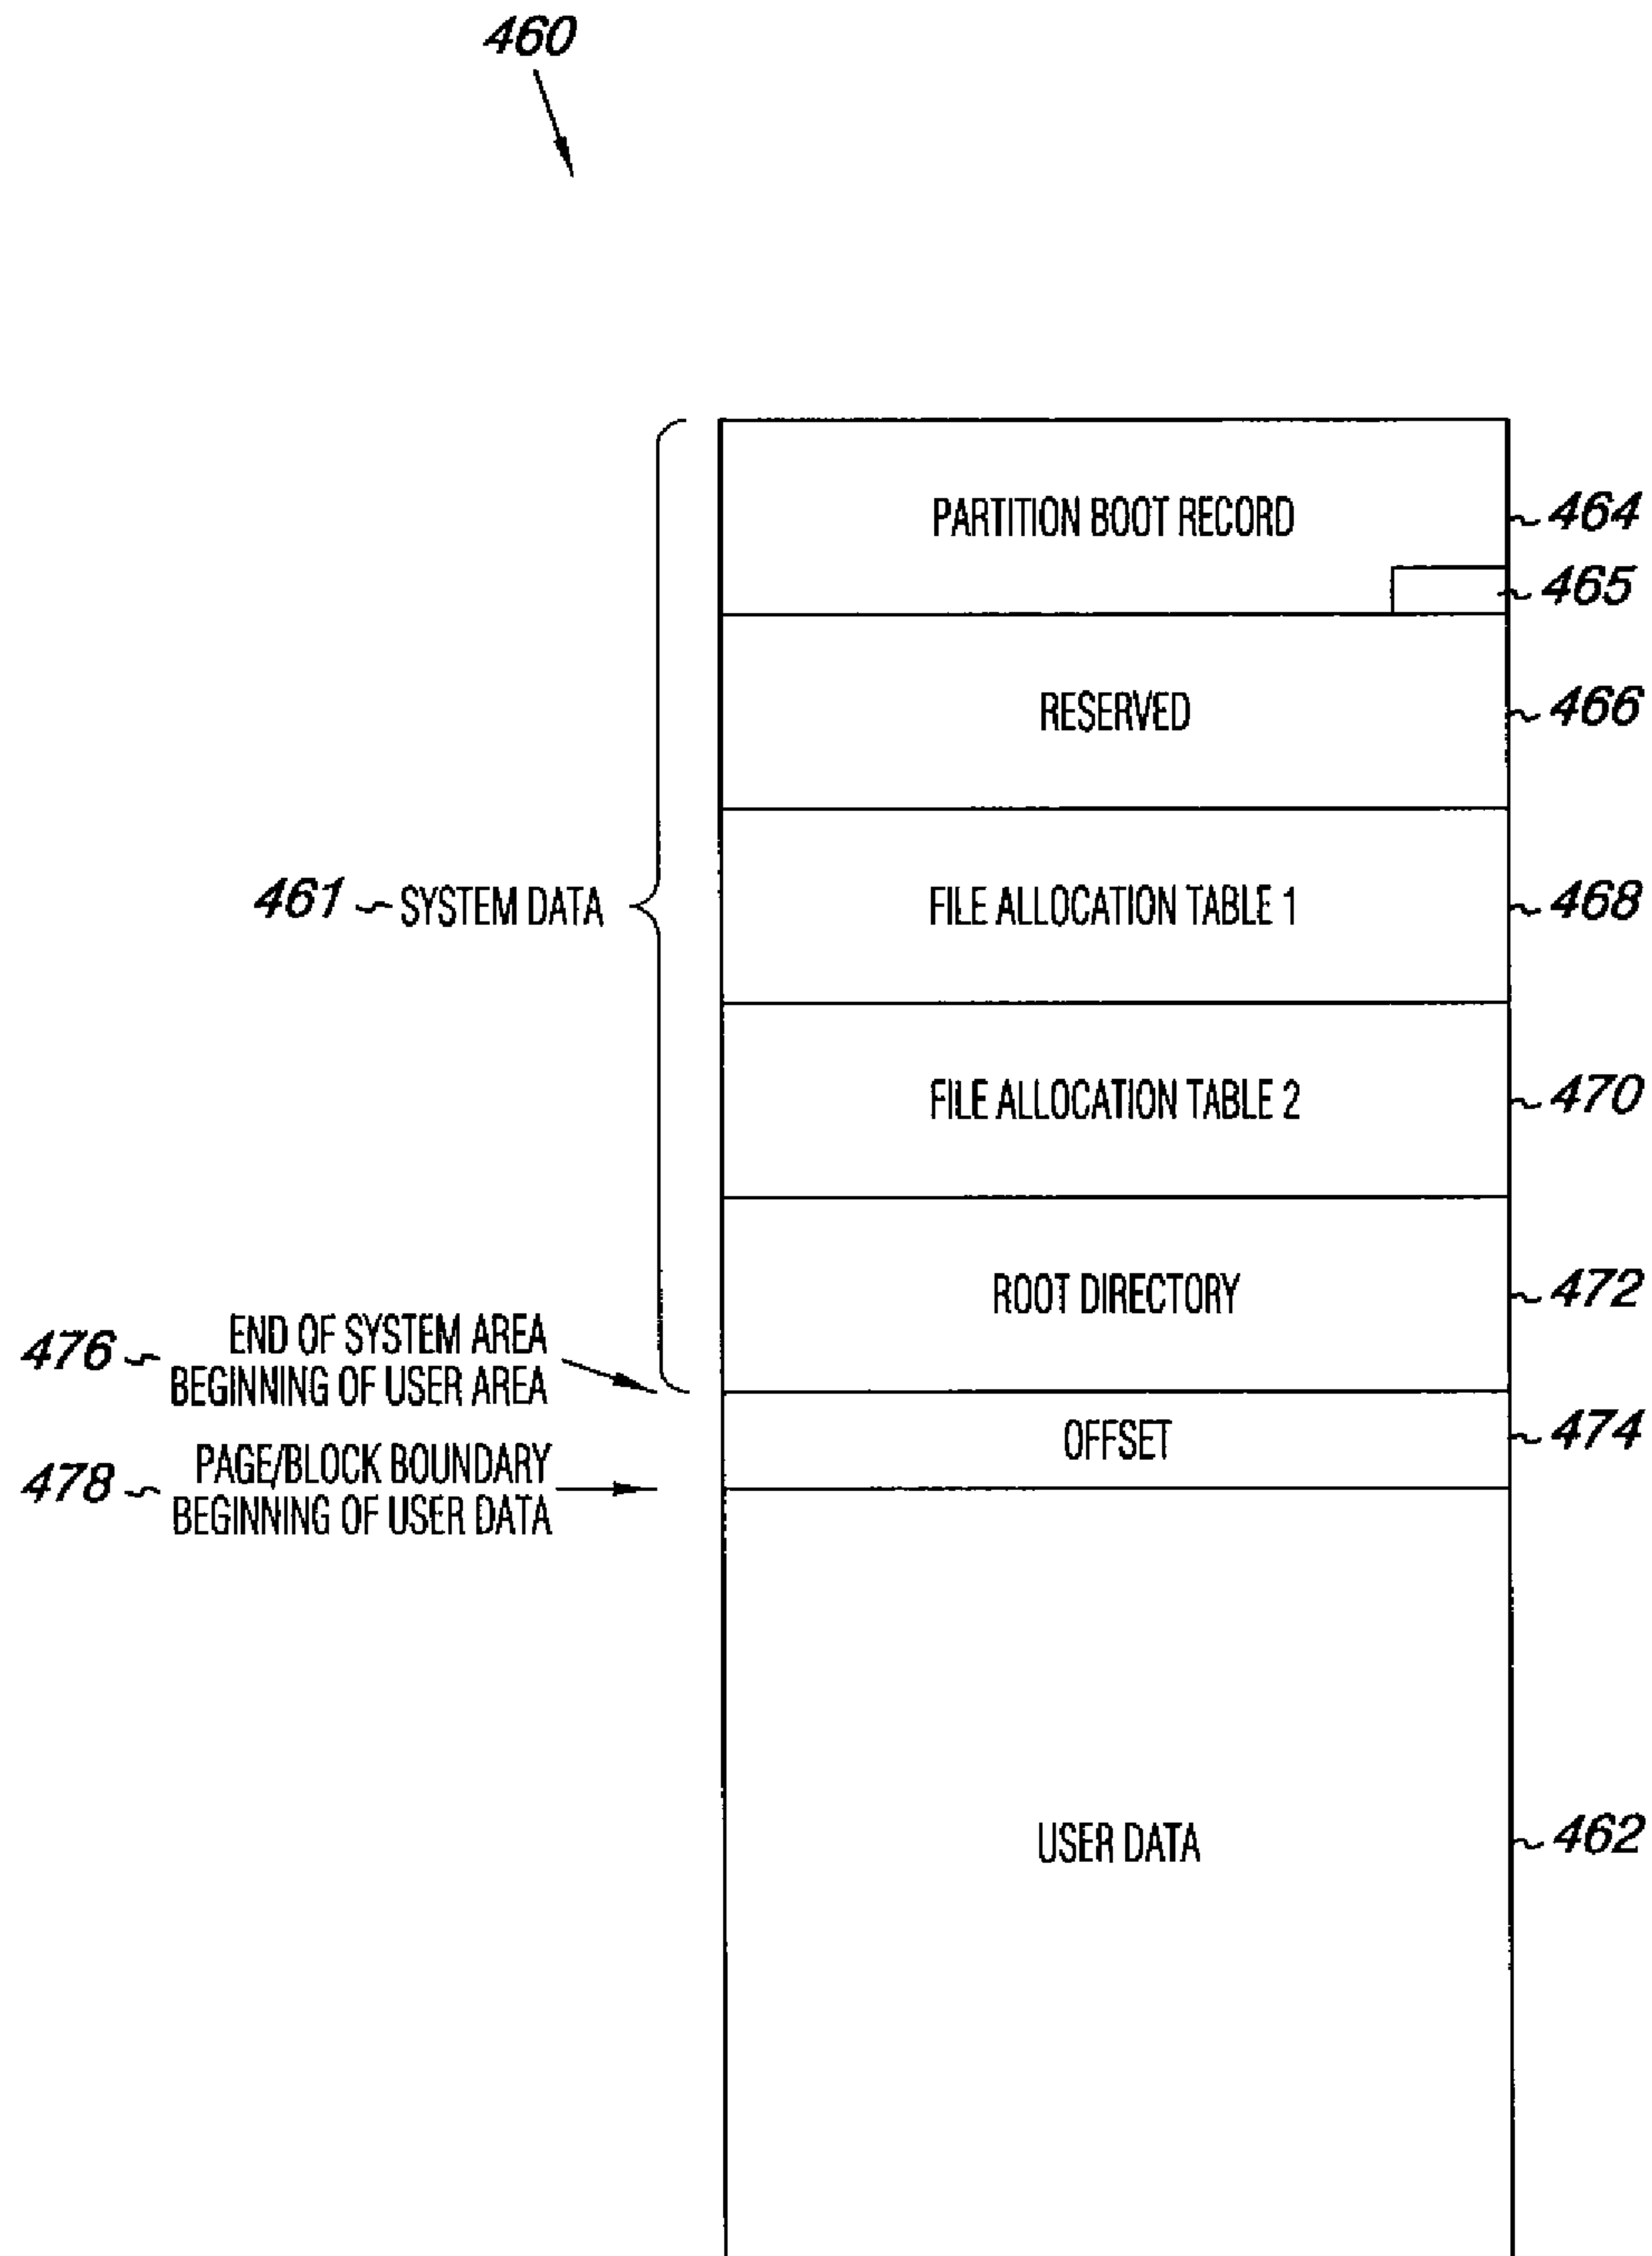 460
PARTITION BOOT RECORD
464
465
RESERVED
466
461 SYSTEM DATA
FILE ALLOCATION TABLE 1
468
FILE ALLOCATION TABLE 2
470
ROOT DIRECTORY
472
476
END OF SYSTEM AREA
BEGINNING OF USER AREA
OFFSET
474
478
PAGE/BLOCK BOUNDARY
BEGINNING OF USER DATA
USER DATA
462